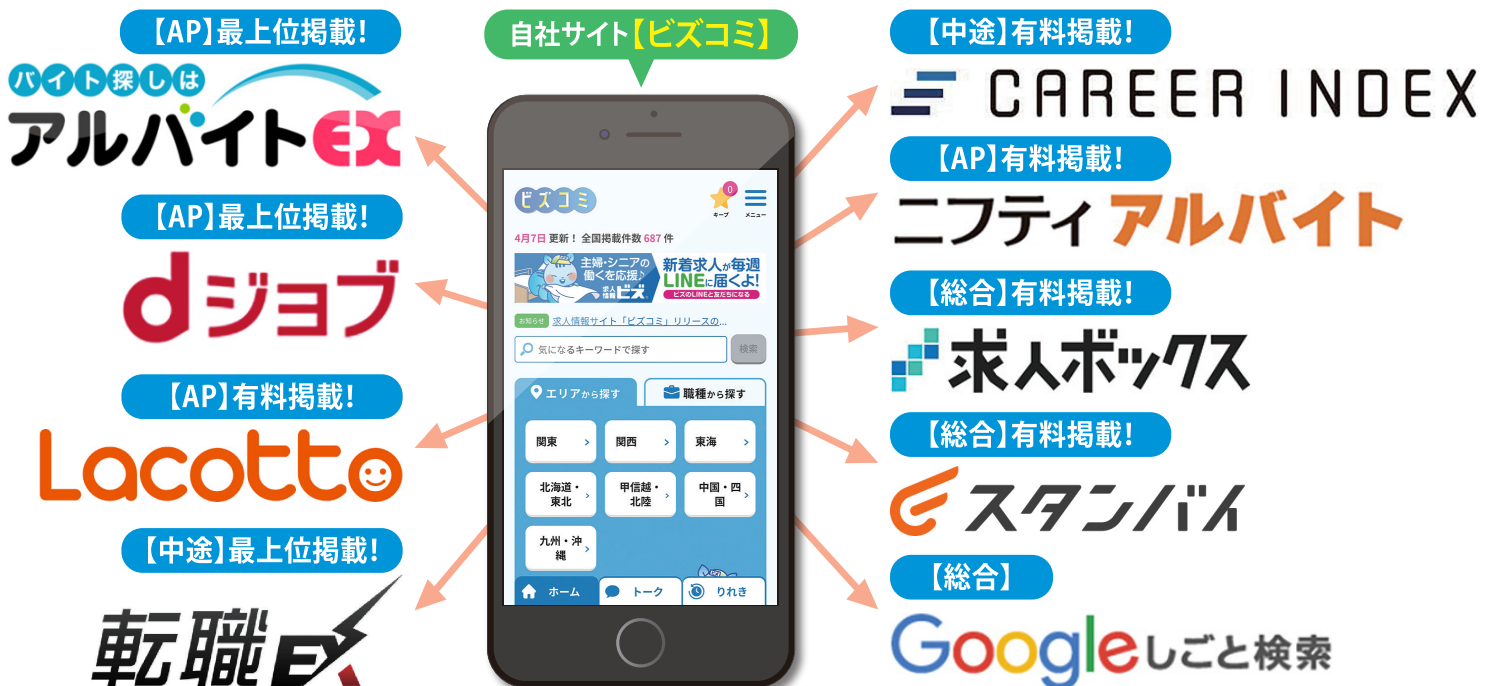 【AP】最上位掲載!
バイト探しは
アルバイトEX
【AP】最上位掲載!
dジョブ
【AP】有料掲載!
Lacotto
【中途】最上位掲載!
転職EX
自社サイト【ビズコミ】
ビズコミ
0
キープ
メニュー
4月7日 更新! 全国掲載件数 687 件
主婦・シニアの
働くを応援♪
求人情報 ビズ
新着求人が毎週
LINEに届くよ!
ビズのLINEと友だちになる
お知らせ 求人情報サイト「ビズコミ」リリースの...
気になるキーワードで探す
検索
エリアから探す
職種から探す
関東
関西
東海
北海道・
東北
甲信越・
北陸
中国・四
国
九州・沖
縄
ホーム
トーク
りれき
【中途】有料掲載!
CAREER INDEX
【AP】有料掲載!
ニフティ アルバイト
【総合】有料掲載!
求人ボックス
【総合】有料掲載!
スタンバイ
【総合】
Googleしごと検索